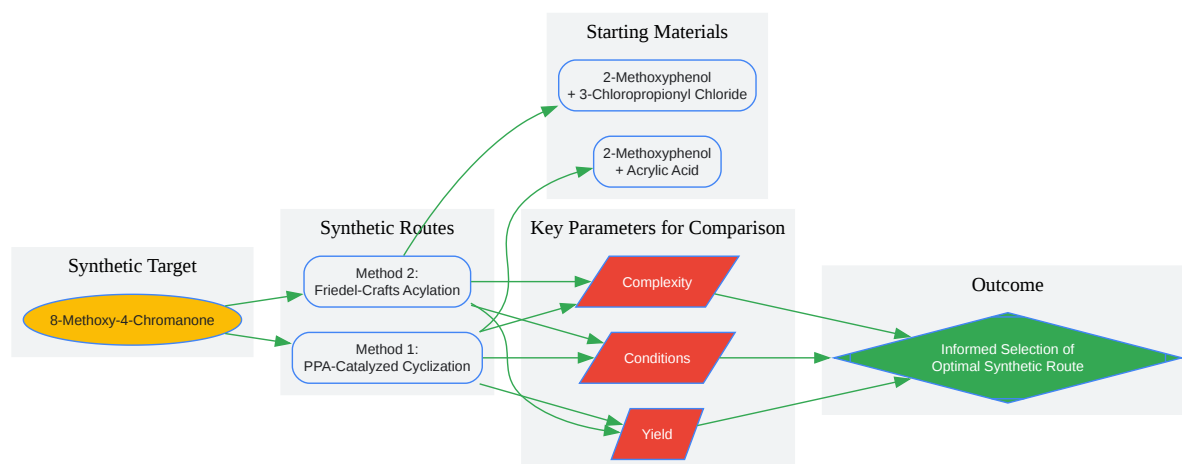 Starting Materials
2-Methoxyphenol
+ 3-Chloropropionyl Chloride
2-Methoxyphenol
+ Acrylic Acid
Synthetic Routes
Method 2:
Friedel-Crafts Acylation
Method 1:
PPA-Catalyzed Cyclization
Key Parameters for Comparison
Complexity
Conditions
Yield
Synthetic Target
8-Methoxy-4-Chromanone
Outcome
Informed Selection of
Optimal Synthetic Route